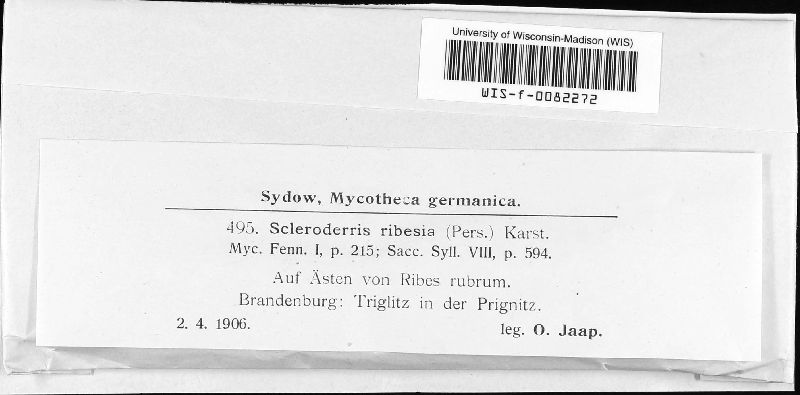 University of Wisconsin-Madison (WIS)
WIS-f-0082272
Sydow, Mycotheca germanica.
495. Scleroderris ribesia (Pers.) Karst.
Myc. Fenn. I, p. 215; Sacc. Syll. VIII, p. 594.
Auf Ästen von Ribes rubrum.
Brandenburg: Triglitz in der Prignitz.
2. 4. 1906. leg. O. Jaap.